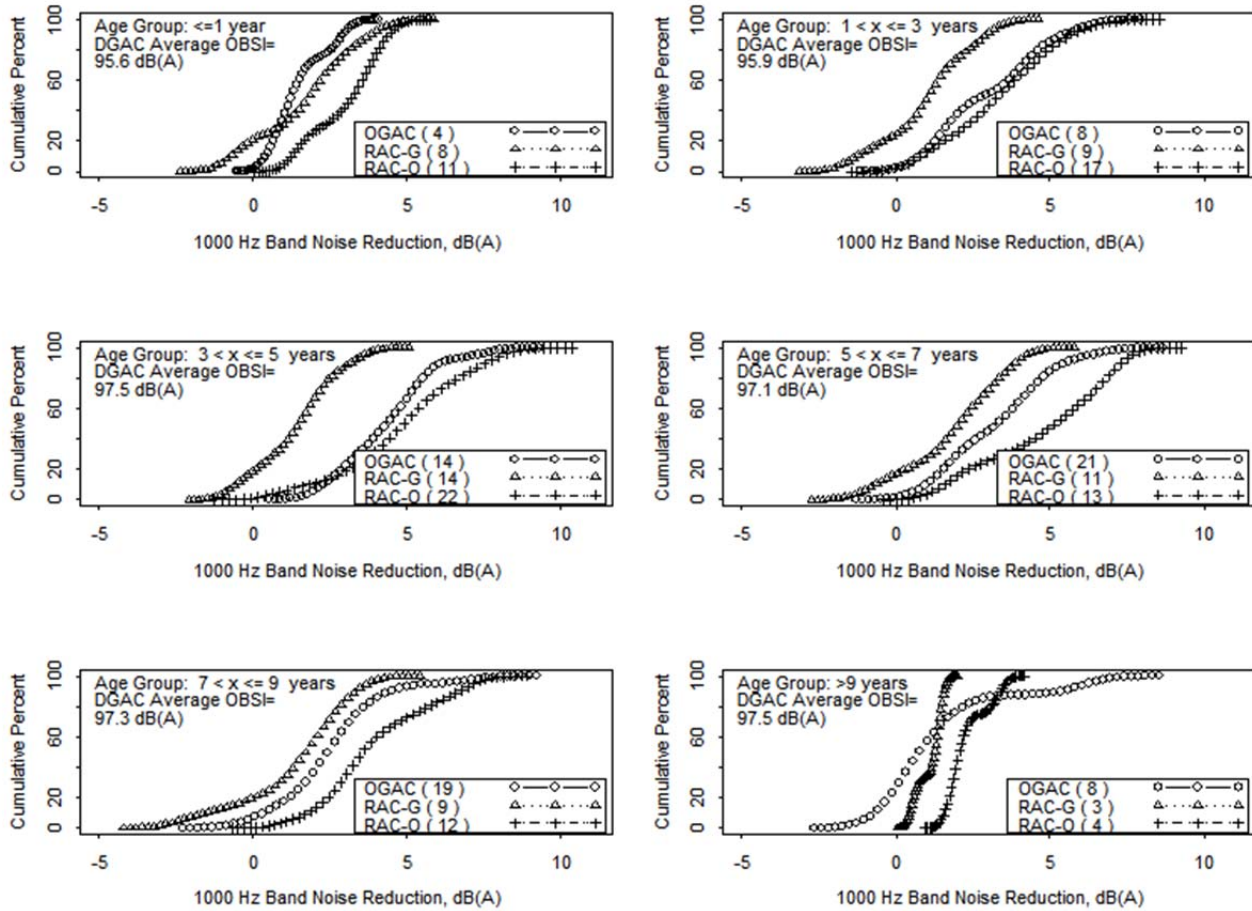 Cumulative Percent
0 20 60 100
Age Group: <=1 year
DGAC Average OBSI=
95.6 dB(A)
OGAC ( 4 )
RAC-G ( 8 )
RAC-O ( 11 )
-5 0 5 10
1000 Hz Band Noise Reduction, dB(A)
Cumulative Percent
0 20 60 100
Age Group: 1 < x <= 3 years
DGAC Average OBSI=
95.9 dB(A)
OGAC ( 8 )
RAC-G ( 9 )
RAC-O ( 17 )
-5 0 5 10
1000 Hz Band Noise Reduction, dB(A)
Cumulative Percent
0 20 60 100
Age Group: 3 < x <= 5 years
DGAC Average OBSI=
97.5 dB(A)
OGAC ( 14 )
RAC-G ( 14 )
RAC-O ( 22 )
-5 0 5 10
1000 Hz Band Noise Reduction, dB(A)
Cumulative Percent
0 20 60 100
Age Group: 5 < x <= 7 years
DGAC Average OBSI=
97.1 dB(A)
OGAC ( 21 )
RAC-G ( 11 )
RAC-O ( 13 )
-5 0 5 10
1000 Hz Band Noise Reduction, dB(A)
Cumulative Percent
0 20 60 100
Age Group: 7 < x <= 9 years
DGAC Average OBSI=
97.3 dB(A)
OGAC ( 19 )
RAC-G ( 9 )
RAC-O ( 12 )
-5 0 5 10
1000 Hz Band Noise Reduction, dB(A)
Cumulative Percent
0 20 60 100
Age Group: >9 years
DGAC Average OBSI=
97.5 dB(A)
OGAC ( 8 )
RAC-G ( 3 )
RAC-O ( 4 )
-5 0 5 10
1000 Hz Band Noise Reduction, dB(A)